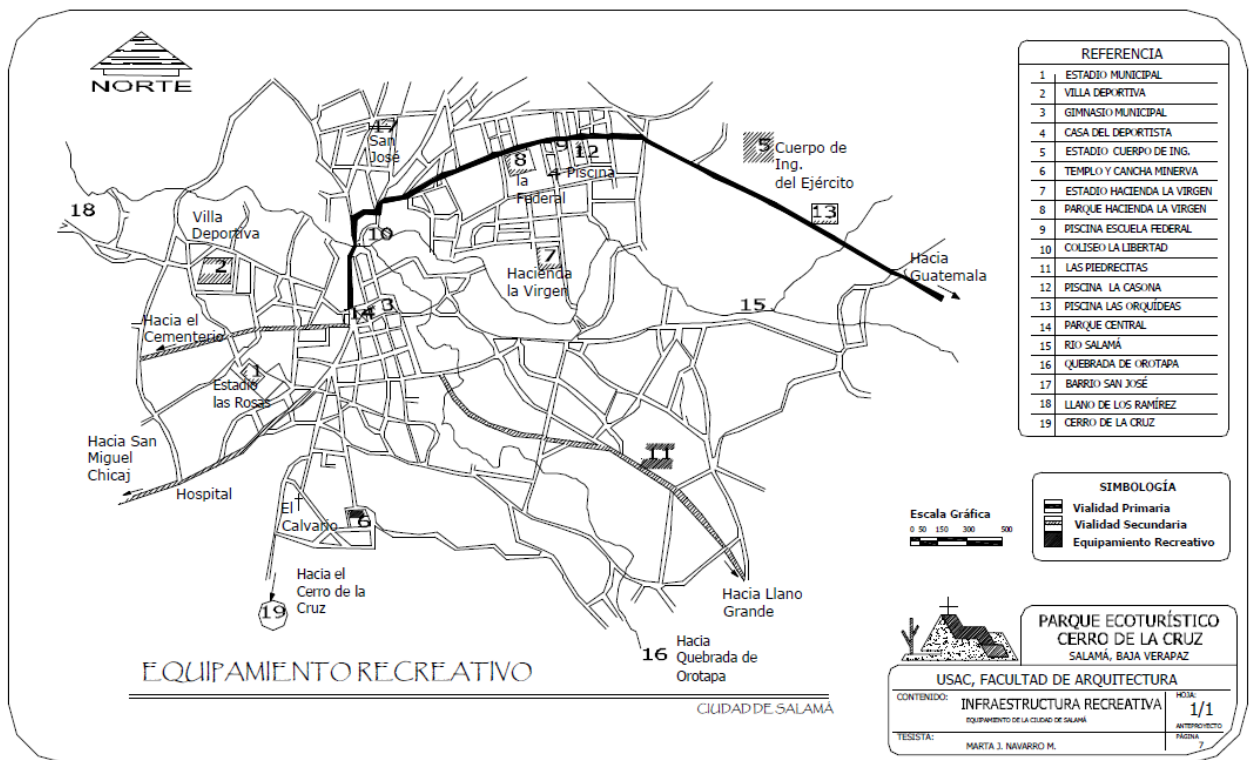 NORTE
REFERENCIA
1 ESTADIO MUNICIPAL
2 VILLA DEPORTIVA
3 GIMNASIO MUNICIPAL
4 CASA DEL DEPORTISTA
5 ESTADIO CUERPO DE ING.
6 TEMPLO Y CANCHA MINERVA
7 ESTADIO HACIENDA LA VIRGEN
8 PARQUE HACIENDA LA VIRGEN
9 PISCINA ESCUELA FEDERAL
10 COLISEO LA LIBERTAD
11 LAS PIEDRECITAS
12 PISCINA LA CASONA
13 PISCINA LAS ORQUÍDEAS
14 PARQUE CENTRAL
15 RIO SALAMÁ
16 QUEBRADA DE OROTAPA
17 BARRIO SAN JOSÉ
18 LLANO DE LOS RAMÍREZ
19 CERRO DE LA CRUZ
17
San
José
18
Villa
Deportiva
2
10
8
la
Federal
9
12
4 Piscina
5
Cuerpo de
Ing.
del Ejército
13
7
Hacienda
la Virgen
Hacia
Guatemala
15
14
3
Hacia el
Cementerio
1
Estadio
las Rosas
Hacia San
Miguel
Chicaj
Hospital
11
El
Calvario
6
Hacia el
Cerro de la
Cruz
19
Hacia Llano
Grande
16
Hacia
Quebrada de
Orotapa
Escala Gráfica
0 50 150 300 500
SIMBOLOGÍA
Vialidad Primaria
Vialidad Secundaria
Equipamiento Recreativo
EQUIPAMIENTO RECREATIVO
CIUDAD DE SALAMÁ
PARQUE ECOTURÍSTICO
CERRO DE LA CRUZ
SALAMÁ, BAJA VERAPAZ
USAC, FACULTAD DE ARQUITECTURA
CONTENIDO:
INFRAESTRUCTURA RECREATIVA
EQUIPAMIENTO DE LA CIUDAD DE SALAMÁ
HOJA:
1/1
ANTEPROYECTO
TESISTA:
MARTA J. NAVARRO M.
PÁGINA
7